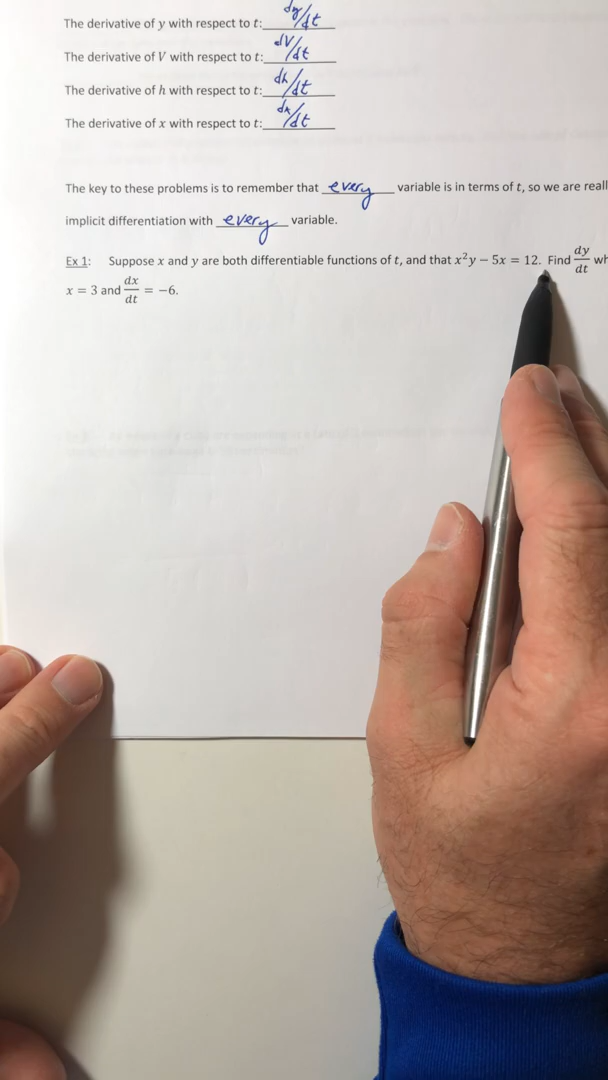 The derivative of y with respect to t: dy/dt
The derivative of V with respect to t: dV/dt
The derivative of h with respect to t: dh/dt
The derivative of x with respect to t: dx/dt
The key to these problems is to remember that every variable is in terms of t, so we are reall
implicit differentiation with every variable.
Ex 1: Suppose x and y are both differentiable functions of t, and that x²y − 5x = 12. Find dy/dt wh
x = 3 and dx/dt = −6.